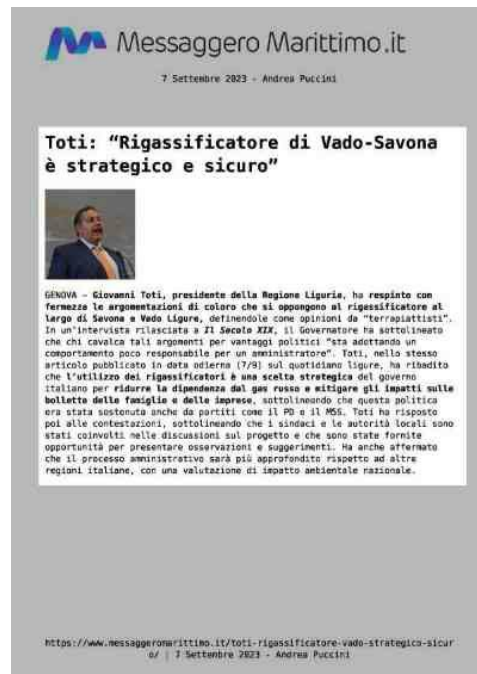 Messaggero Marittimo.it
7 Settembre 2023 - Andrea Puccini
Toti: “Rigassificatore di Vado-Savona
è strategico e sicuro”
GENOVA – Giovanni Toti, presidente della Regione Liguria, ha respinto con
fermezza le argomentazioni di coloro che si oppongono al rigassificatore al
largo di Savona e Vado Ligure, definendole come opinioni da “terrapiattisti”.
In un'intervista rilasciata a Il Secolo XIX, il Governatore ha sottolineato
che chi cavalca tali argomenti per vantaggi politici “sta adottando un
comportamento poco responsabile per un amministratore”. Toti, nello stesso
articolo pubblicato in data odierna (7/9) sul quotidiano ligure, ha ribadito
che l'utilizzo dei rigassificatori è una scelta strategica del governo
italiano per ridurre la dipendenza dal gas russo e mitigare gli impatti sulle
bollette delle famiglie e delle imprese, sottolineando che questa politica
era stata sostenuta anche da partiti come il PD e il M5S. Toti ha risposto
poi alle contestazioni, sottolineando che i sindaci e le autorità locali sono
stati coinvolti nelle discussioni sul progetto e che sono state fornite
opportunità per presentare osservazioni e suggerimenti. Ha anche affermato
che il processo amministrativo sarà più approfondito rispetto ad altre
regioni italiane, con una valutazione di impatto ambientale nazionale.
https://www.messaggeromarittimo.it/toti-rigassificatore-vado-strategico-sicur
o/ | 7 Settembre 2023 - Andrea Puccini